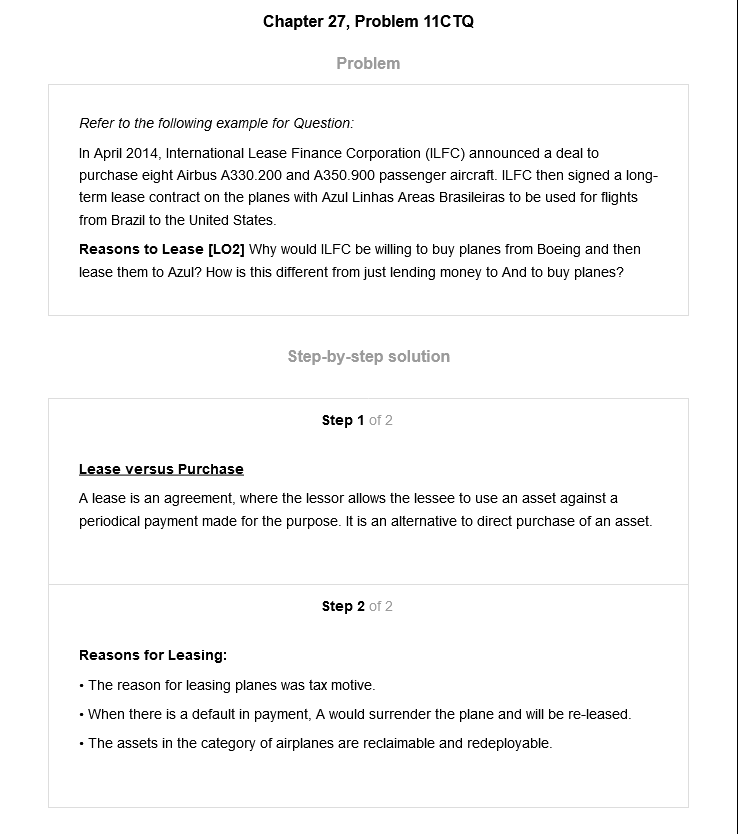 Chapter 27, Problem 11CTQ
Problem
Refer to the following example for Question:
In April 2014, International Lease Finance Corporation (ILFC) announced a deal to
purchase eight Airbus A330.200 and A350.900 passenger aircraft. ILFC then signed a long-
term lease contract on the planes with Azul Linhas Areas Brasileiras to be used for flights
from Brazil to the United States.
Reasons to Lease [LO2] Why would ILFC be willing to buy planes from Boeing and then
lease them to Azul? How is this different from just lending money to And to buy planes?
Step-by-step solution
Step 1 of 2
Lease versus Purchase
A lease is an agreement, where the lessor allows the lessee to use an asset against a
periodical payment made for the purpose. It is an alternative to direct purchase of an asset.
Step 2 of 2
Reasons for Leasing:
• The reason for leasing planes was tax motive.
• When there is a default in payment, A would surrender the plane and will be re-leased.
• The assets in the category of airplanes are reclaimable and redeployable.